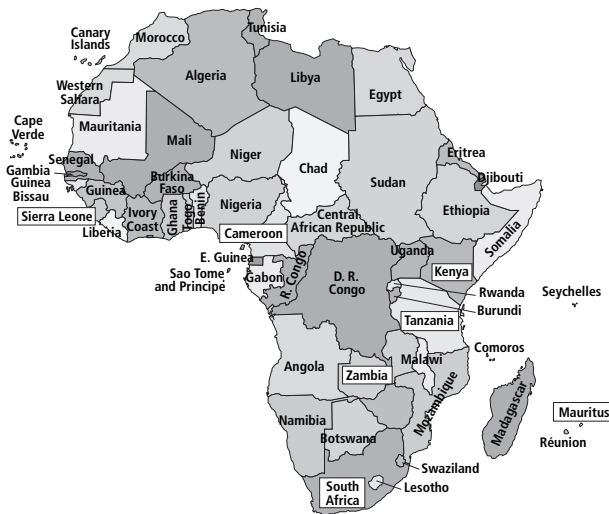 Tunisia
Canary
Islands
Morocco
Algeria
Libya
Egypt
Western
Sahara
Mauritania
Cape
Verde
Mali
Niger
Chad
Sudan
Eritrea
Senegal
Gambia
Guinea
Bissau
Guinea
Burkina
Faso
Djibouti
Sierra Leone
Liberia
Ivory
Coast
Ghana
Togo
Benin
Nigeria
Cameroon
Central
African Republic
Ethiopia
Somalia
E. Guinea
Sao Tome
and Principe
Gabon
R. Congo
D. R.
Congo
Uganda
Kenya
Rwanda
Burundi
Seychelles
Tanzania
Comoros
Angola
Zambia
Malawi
Mozambique
Madagascar
Mauritus
Réunion
Namibia
Botswana
Swaziland
Lesotho
South
Africa